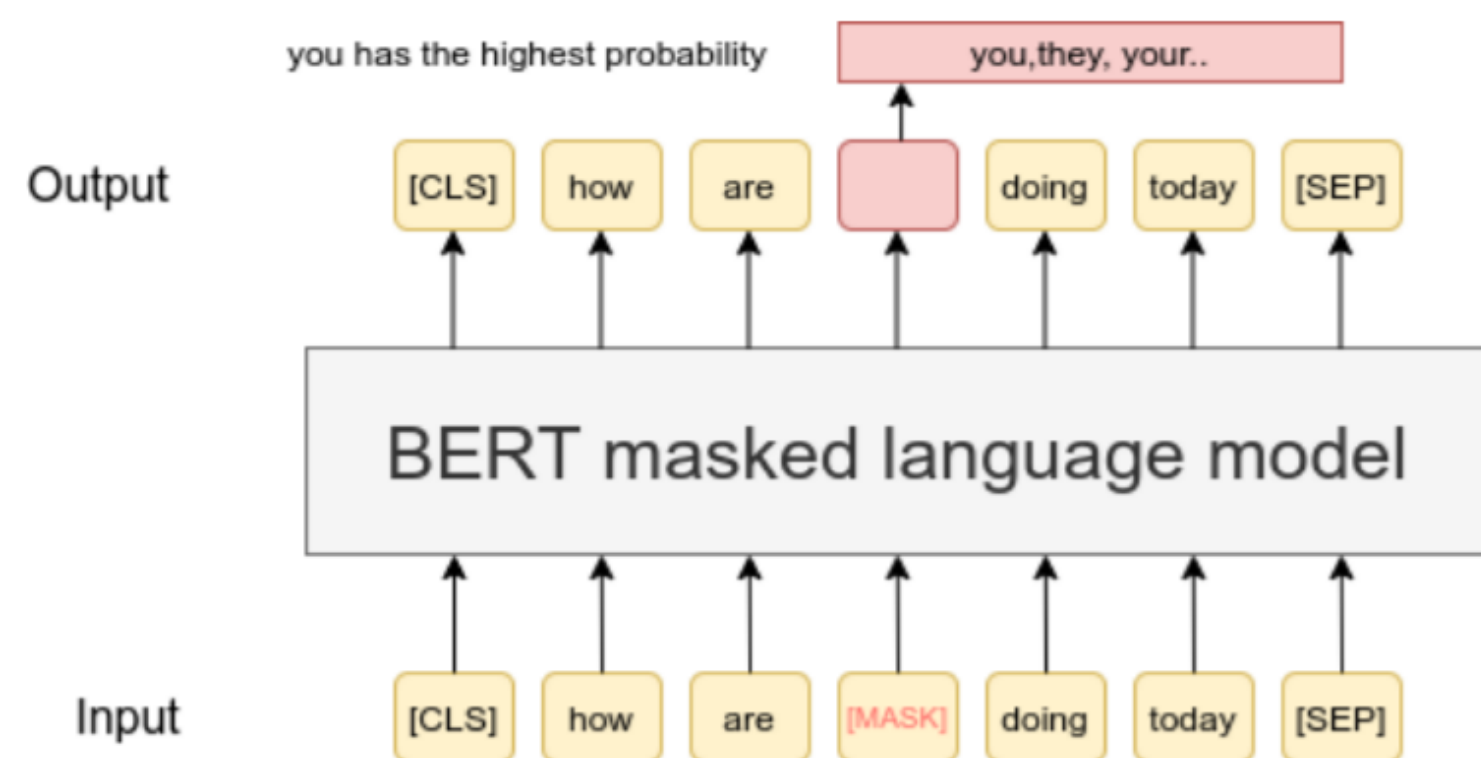 you has the highest probability you,they, your..
Output [CLS] how are doing today [SEP]
BERT masked language model
Input [CLS] how are [MASK] doing today [SEP]